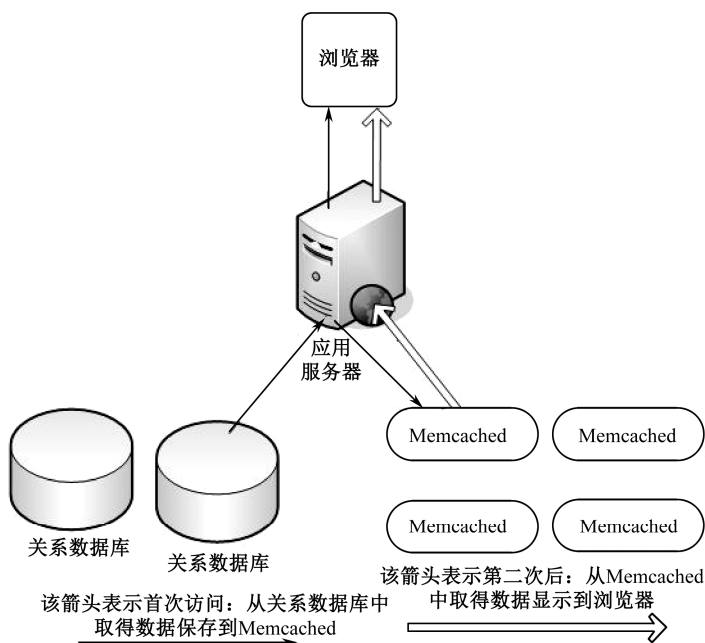 浏览器
应用
服务器
Memcached
Memcached
Memcached
Memcached
关系数据库
关系数据库
该箭头表示首次访问：从关系数据库中
取得数据保存到Memcached
该箭头表示第二次后：从Memcached
中取得数据显示到浏览器